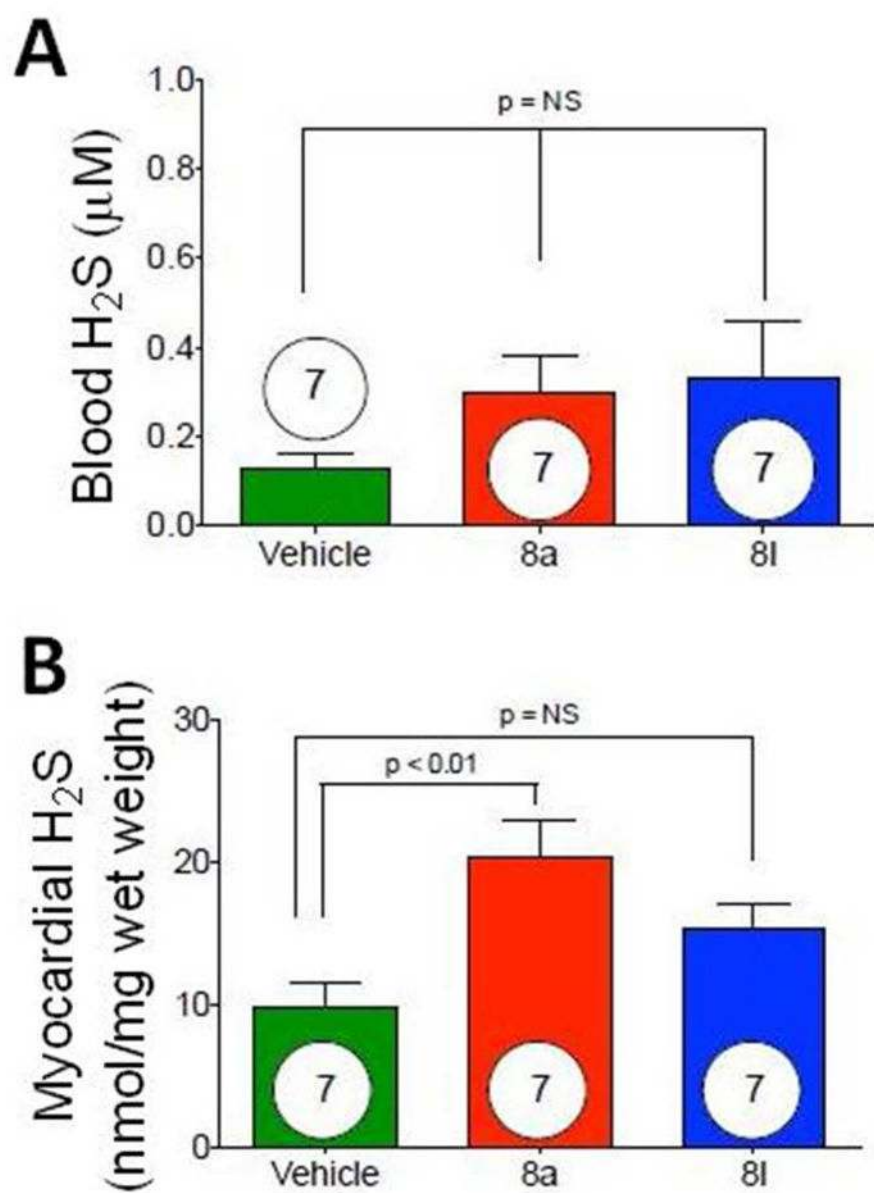 A
Blood H₂S (μM)
1.0
0.8
0.6
0.4
0.2
0.0
p = NS
7
7
7
Vehicle
8a
8l
B
Myocardial H₂S
(nmol/mg wet weight)
30
20
10
0
p = NS
p < 0.01
7
7
7
Vehicle
8a
8l